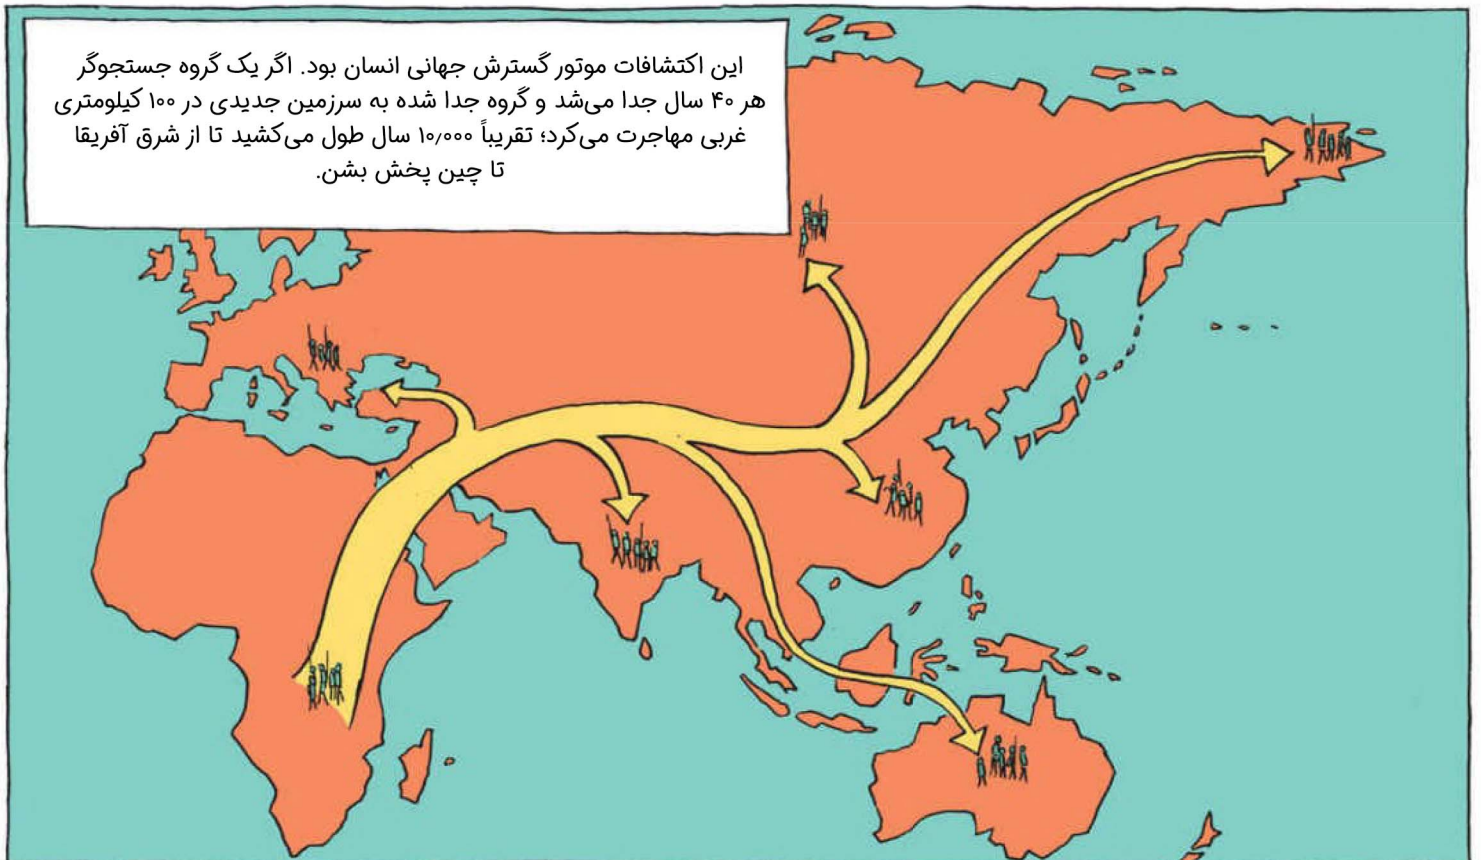 این اکتشافات موتور گسترش جهانی انسان بود. اگر یک گروه جستجوگر
هر ۴۰ سال جدا می‌شد و گروه جدا شده به سرزمین جدیدی در ۱۰۰ کیلومتری
غربی مهاجرت می‌کرد؛ تقریباً ۱۰٫۰۰۰ سال طول می‌کشید تا از شرق آفریقا
تا چین پخش بشن.